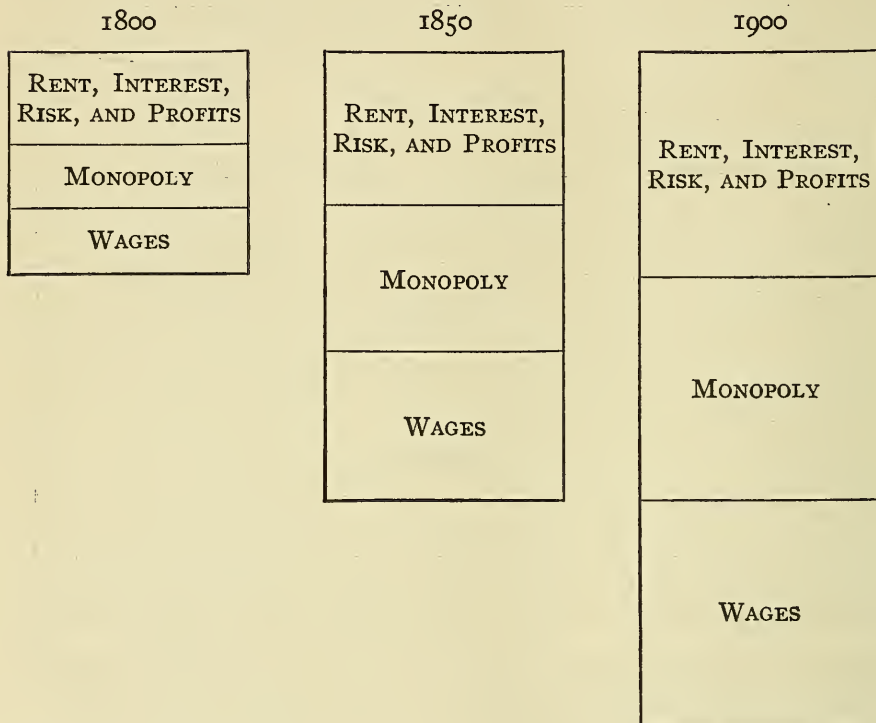 1800
Rent, Interest,
Risk, and Profits
Monopoly
Wages
1850
Rent, Interest,
Risk, and Profits
Monopoly
Wages
1900
Rent, Interest,
Risk, and Profits
Monopoly
Wages